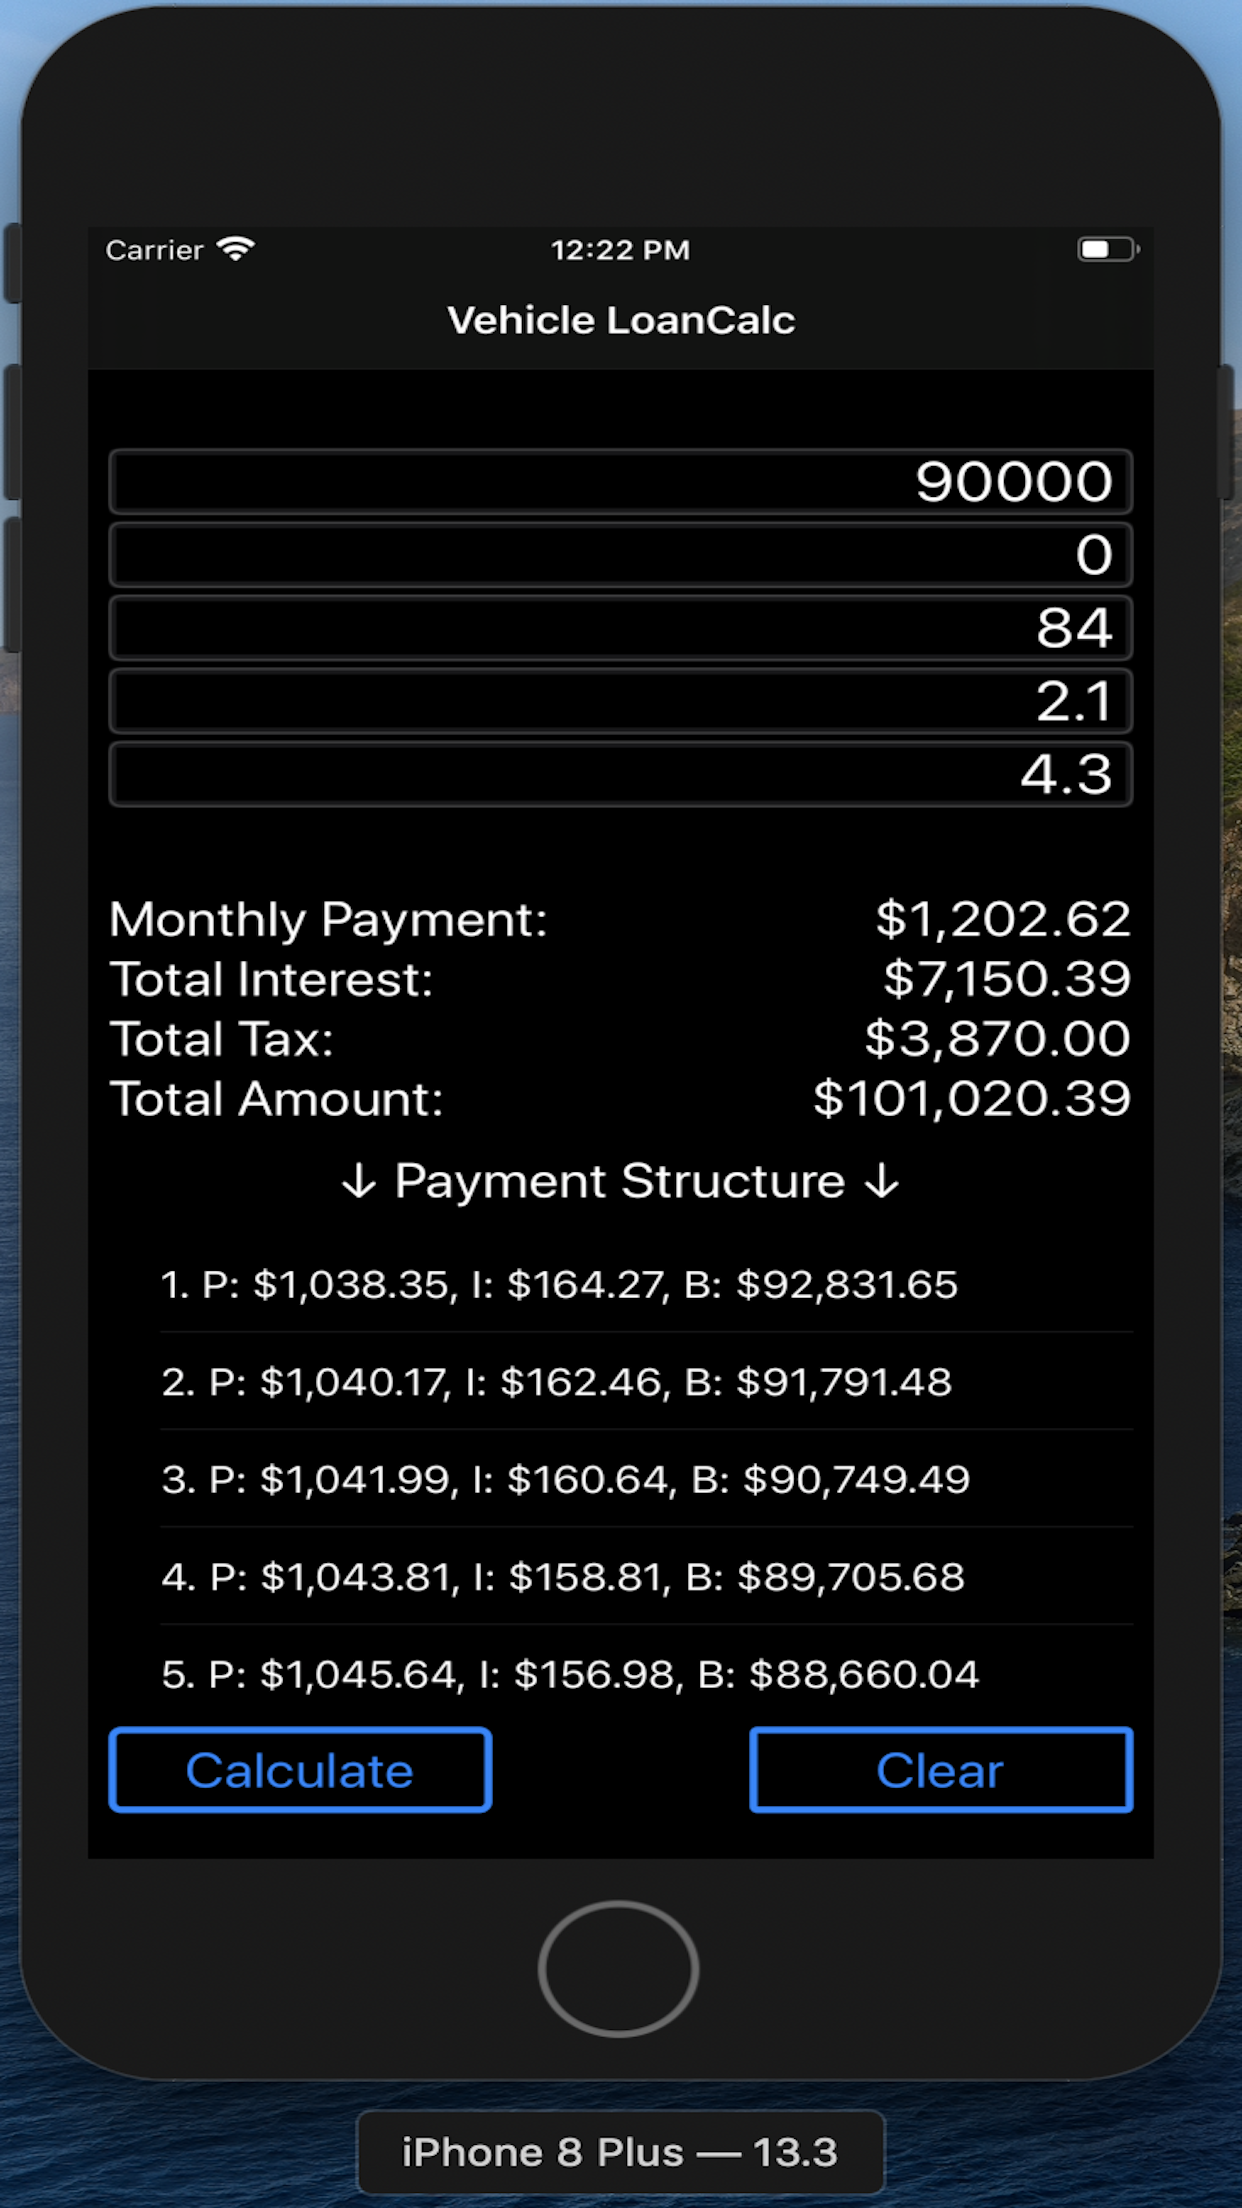 Carrier 12:22 PM
Vehicle LoanCalc
90000
0
84
2.1
4.3
Monthly Payment: $1,202.62
Total Interest: $7,150.39
Total Tax: $3,870.00
Total Amount: $101,020.39
↓ Payment Structure ↓
1. P: $1,038.35, I: $164.27, B: $92,831.65
2. P: $1,040.17, I: $162.46, B: $91,791.48
3. P: $1,041.99, I: $160.64, B: $90,749.49
4. P: $1,043.81, I: $158.81, B: $89,705.68
5. P: $1,045.64, I: $156.98, B: $88,660.04
Calculate Clear
iPhone 8 Plus — 13.3